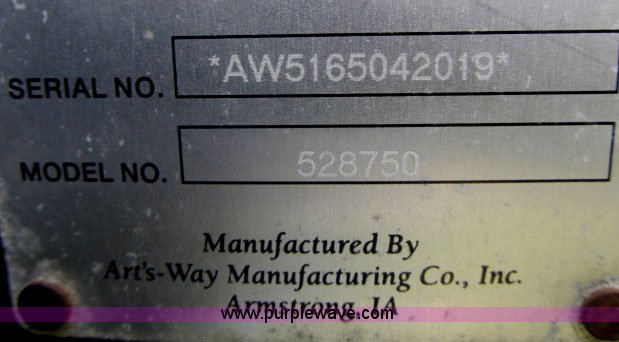 SERIAL NO. *AW5165042019*
MODEL NO. 528750
Manufactured By
Art's-Way Manufacturing Co., Inc.
Armstrong, IA
www.purplewave.com